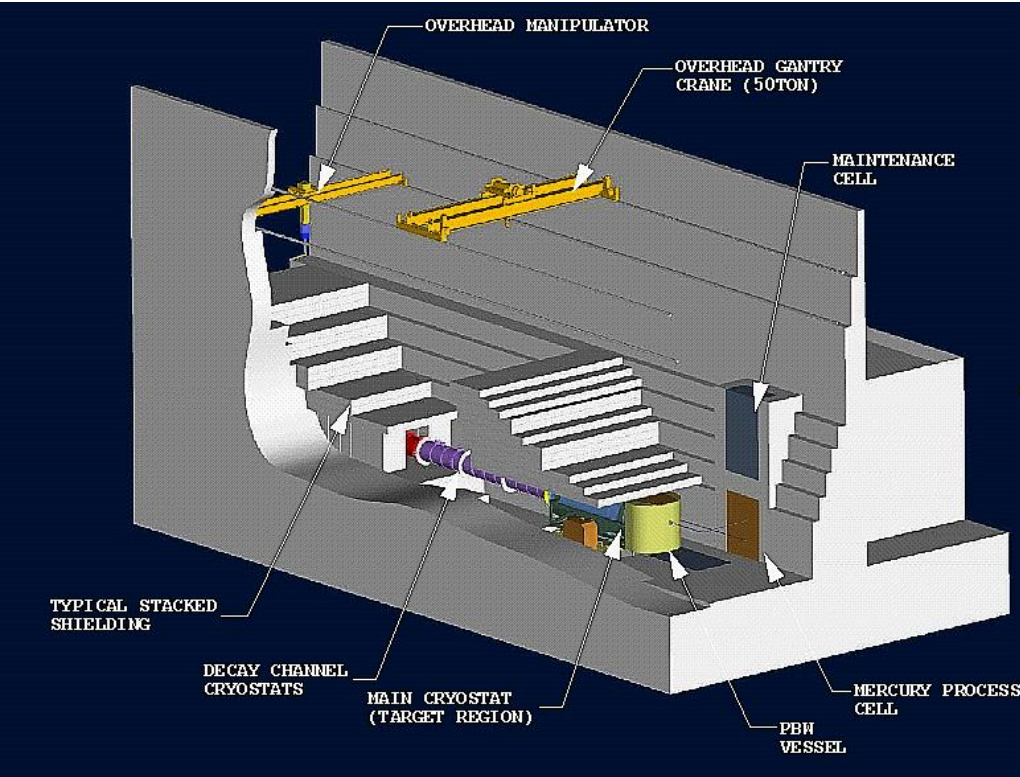 OVERHEAD MANIPULATOR
OVERHEAD GANTRY
CRANE (50TON)
MAINTENANCE
CELL
TYPICAL STACKED
SHIELDING
DECAY CHANNEL
CRYOSTATS
MAIN CRYOSTAT
(TARGET REGION)
MERCURY PROCESS
CELL
PBW
VESSEL